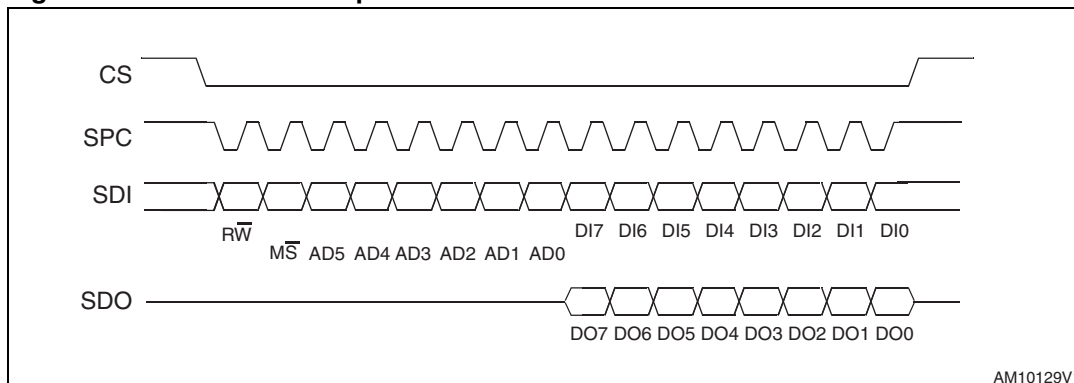 CS
SPC
SDI
RW̅
DI7 DI6 DI5 DI4 DI3 DI2 DI1 DI0
MS̅ AD5 AD4 AD3 AD2 AD1 AD0
SDO
DO7 DO6 DO5 DO4 DO3 DO2 DO1 DO0
AM10129V